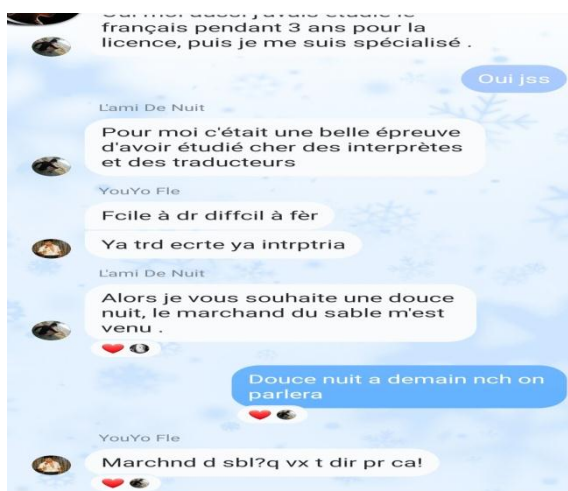 français pendant 3 ans pour la
licence, puis je me suis spécialisé .
Oui jss
L'ami De Nuit
Pour moi c'était une belle épreuve
d'avoir étudié cher des interprètes
et des traducteurs
YouYo Fle
Fcile à dr diffcil à fèr
Ya trd ecrte ya intrptria
L'ami De Nuit
Alors je vous souhaite une douce
nuit, le marchand du sable m'est
venu .
Douce nuit a demain nch on
parlera
YouYo Fle
Marchnd d sbl?q vx t dir pr ca!